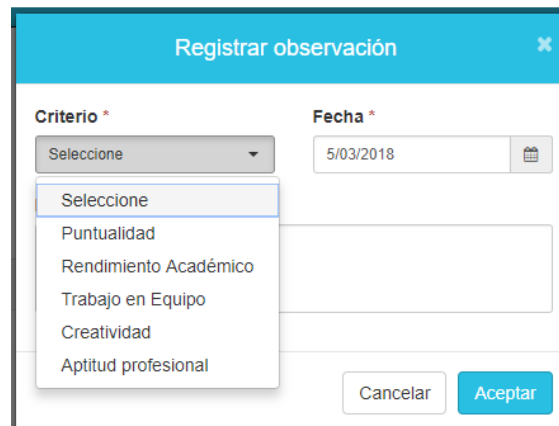 Registrar observación
Criterio * Fecha *
Seleccione 5/03/2018
Seleccione
Puntualidad
Rendimiento Académico
Trabajo en Equipo
Creatividad
Aptitud profesional
Cancelar Aceptar